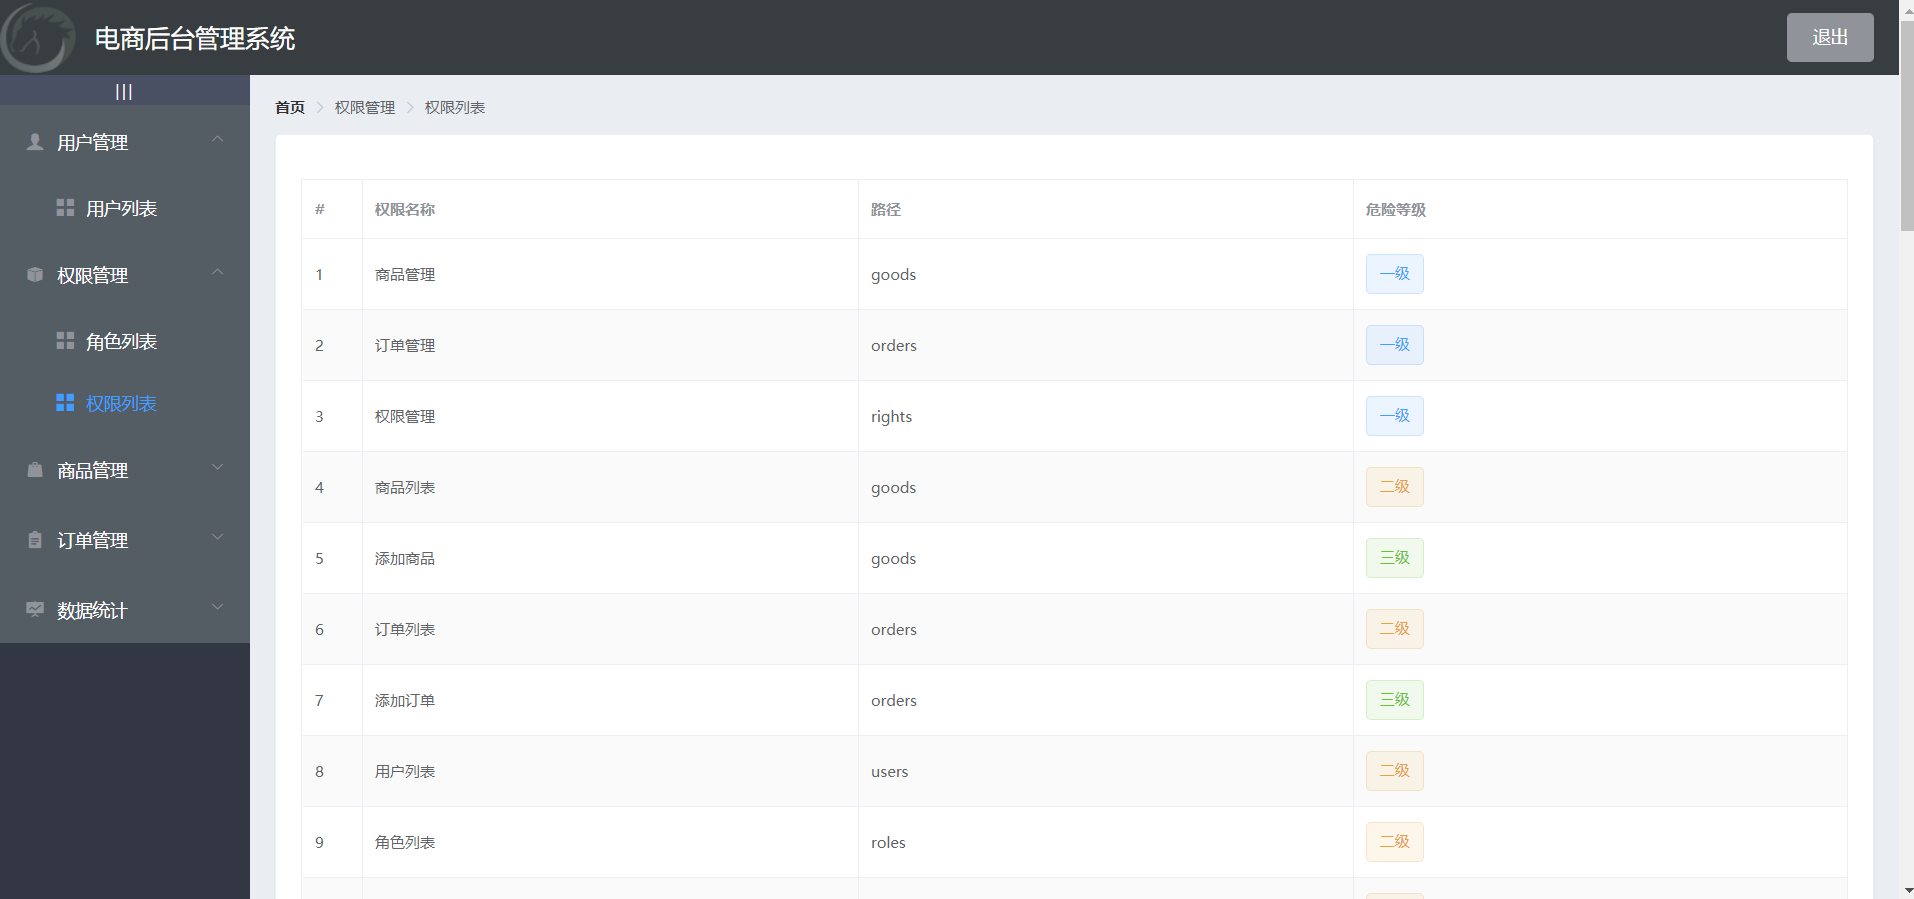 电商后台管理系统
退出
|||
用户管理
用户列表
权限管理
角色列表
权限列表
商品管理
订单管理
数据统计
首页 > 权限管理 > 权限列表
# 权限名称 路径 危险等级
1 商品管理 goods 一级
2 订单管理 orders 一级
3 权限管理 rights 一级
4 商品列表 goods 二级
5 添加商品 goods 三级
6 订单列表 orders 二级
7 添加订单 orders 三级
8 用户列表 users 二级
9 角色列表 roles 二级